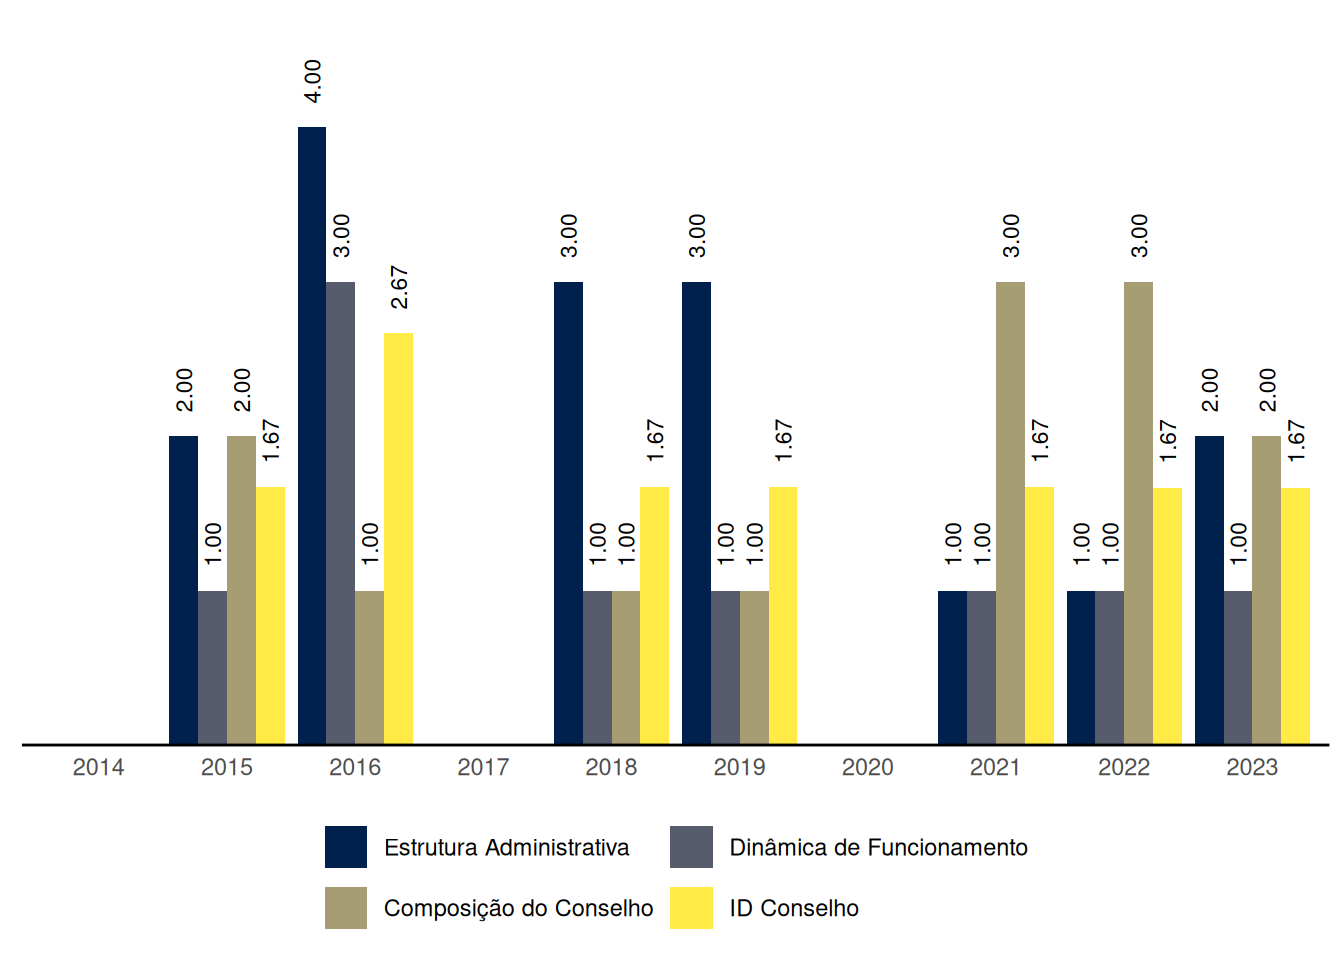 4.00
3.00 3.00 3.00 3.00 3.00
2.67
2.00 2.00 2.00 2.00
1.67 1.67 1.67 1.67 1.67 1.67
1.00 1.00 1.00 1.00 1.00 1.00 1.00 1.00 1.00 1.00 1.00
2014 2015 2016 2017 2018 2019 2020 2021 2022 2023
Estrutura Administrativa Dinâmica de Funcionamento
Composição do Conselho ID Conselho